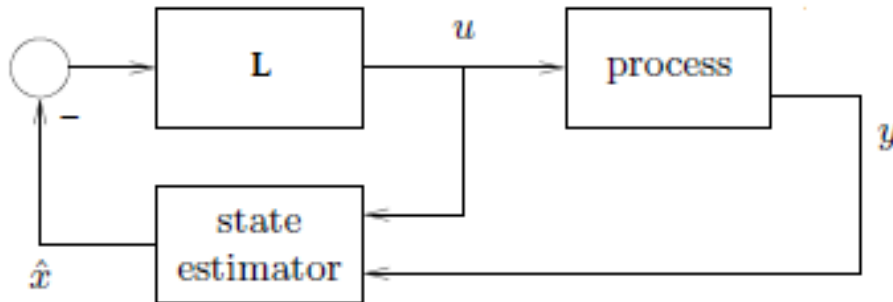 L
u
process
y
−
state
estimator
x̂